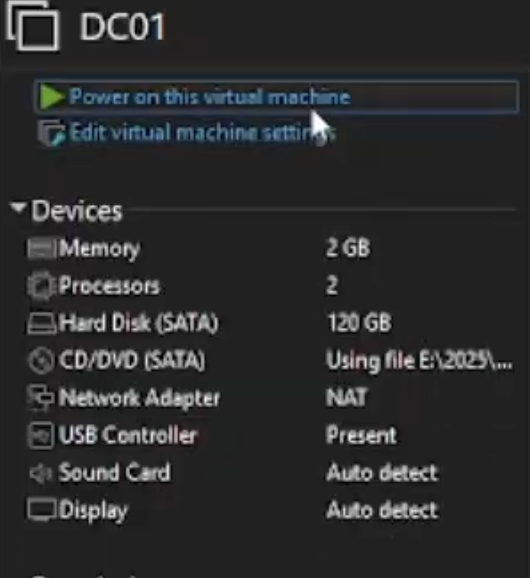 DC01
Power on this virtual machine
Edit virtual machine settings
Devices
Memory 2 GB
Processors 2
Hard Disk (SATA) 120 GB
CD/DVD (SATA) Using file E:\2025\...
Network Adapter NAT
USB Controller Present
Sound Card Auto detect
Display Auto detect